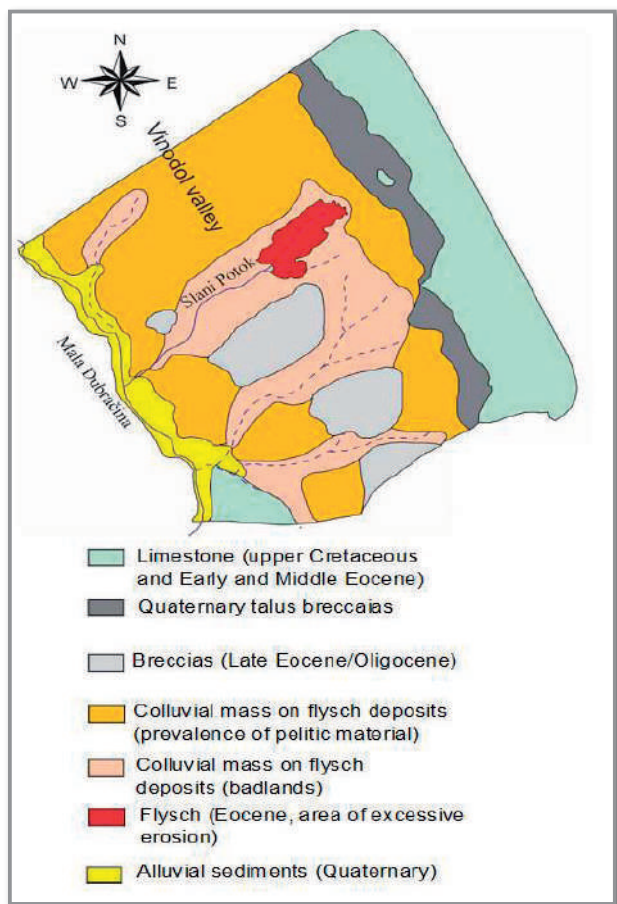 N
W E
S
Vinodol valley
Slani Potok
Mala Dubračina
Limestone (upper Cretaceous
and Early and Middle Eocene)
Quaternary talus breccaias
Breccias (Late Eocene/Oligocene)
Colluvial mass on flysch deposits
(prevalence of pelitic material)
Colluvial mass on flysch
deposits (badlands)
Flysch (Eocene, area of excessive
erosion)
Alluvial sediments (Quaternary)